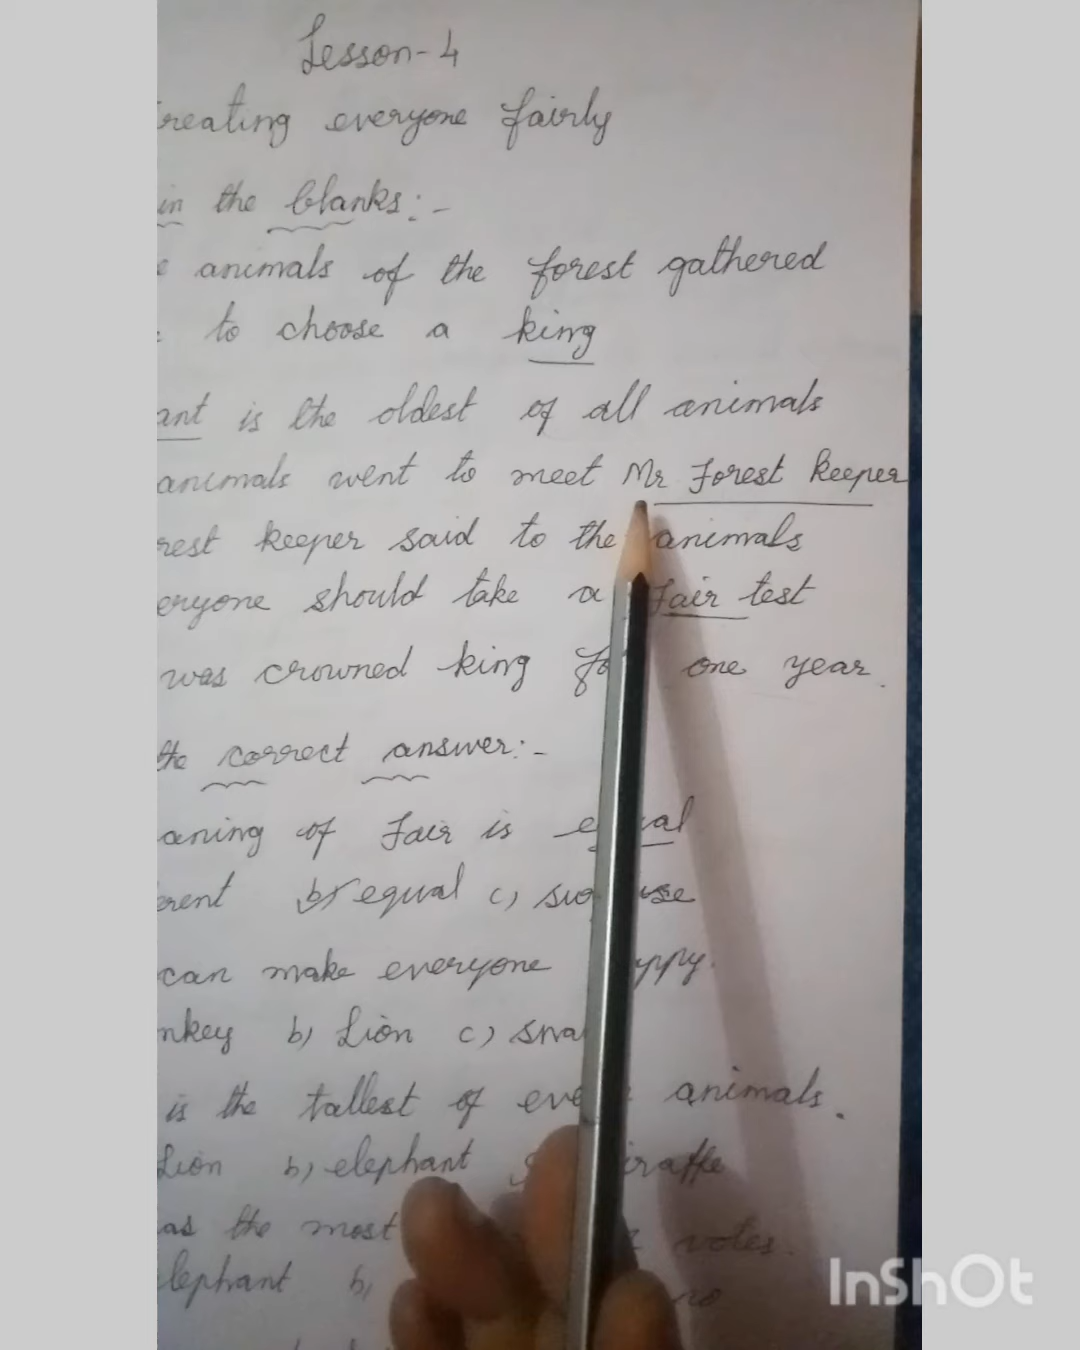 Lesson-4
reating everyone fairly
in the blanks:-
e animals of the forest gathered
to choose a king
ant is the oldest of all animals
animals went to meet Mr Forest keeper
rest keeper said to the animals
eryone should take a Fair test
was crowned king one year.
the correct answer:-
aning of Fair is
erent b) equal c)
can make everyone
nkey b) Lion c)
is the tallest of animals.
Lion b) elephant
as the most votes.
lephant b)
InShOt